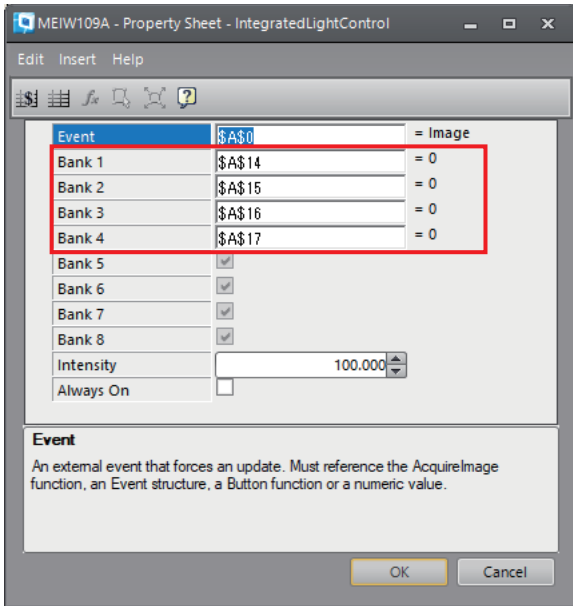 MEIW109A - Property Sheet - IntegratedLightControl
Edit Insert Help
Event $A$0 = Image
Bank 1 $A$14 = 0
Bank 2 $A$15 = 0
Bank 3 $A$16 = 0
Bank 4 $A$17 = 0
Bank 5
Bank 6
Bank 7
Bank 8
Intensity 100.000
Always On
Event
An external event that forces an update. Must reference the AcquireImage
function, an Event structure, a Button function or a numeric value.
OK Cancel